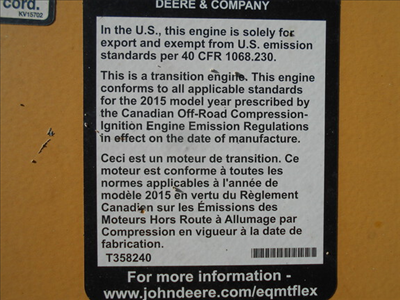 cord.
KV15702
DEERE & COMPANY
In the U.S., this engine is solely for
export and exempt from U.S. emission
standards per 40 CFR 1068.230.
This is a transition engine. This engine
conforms to all applicable standards
for the 2015 model year prescribed by
the Canadian Off-Road Compression-
Ignition Engine Emission Regulations
in effect on the date of manufacture.
Ceci est un moteur de transition. Ce
moteur est conforme à toutes les
normes applicables à l'année de
modèle 2015 en vertu du Règlement
Canadien sur les Émissions des
Moteurs Hors Route à Allumage par
Compression en vigueur à la date de
fabrication.
T358240
For more information -
www.johndeere.com/eqmtflex